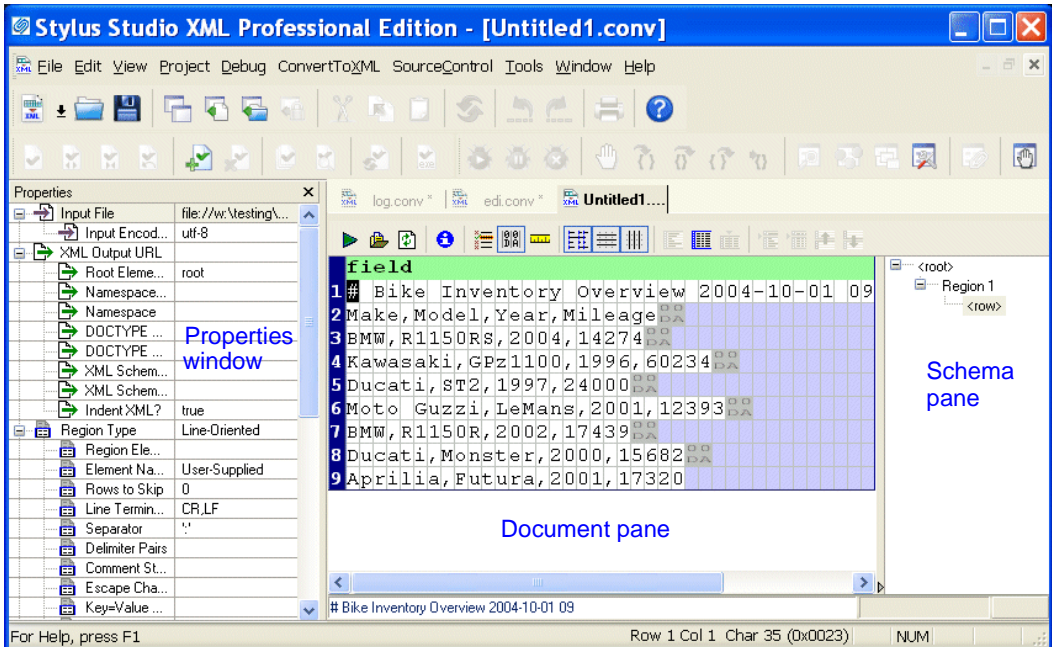 Stylus Studio XML Professional Edition - [Untitled1.conv]
File Edit View Project Debug ConvertToXML SourceControl Tools Window Help
Properties
log.conv * edi.conv * Untitled1....
Input File file://w:\testing\...
Input Encod... utf-8
XML Output URL
Root Eleme... root
Namespace...
Namespace
DOCTYPE ...
DOCTYPE ...
XML Schem...
XML Schem...
Indent XML? true
Region Type Line-Oriented
Region Ele...
Element Na... User-Supplied
Rows to Skip 0
Line Termin... CR,LF
Separator ':'
Delimiter Pairs
Comment St...
Escape Cha...
Key=Value ...
Properties
window
field
1 # Bike Inventory Overview 2004-10-01 09
2 Make,Model,Year,Mileage
3 BMW,R1150RS,2004,14274
4 Kawasaki,GPz1100,1996,60234
5 Ducati,ST2,1997,24000
6 Moto Guzzi,LeMans,2001,12393
7 BMW,R1150R,2002,17439
8 Ducati,Monster,2000,15682
9 Aprilia,Futura,2001,17320
Document pane
# Bike Inventory Overview 2004-10-01 09
<root>
Region 1
<row>
Schema
pane
For Help, press F1
Row 1 Col 1 Char 35 (0x0023)
NUM